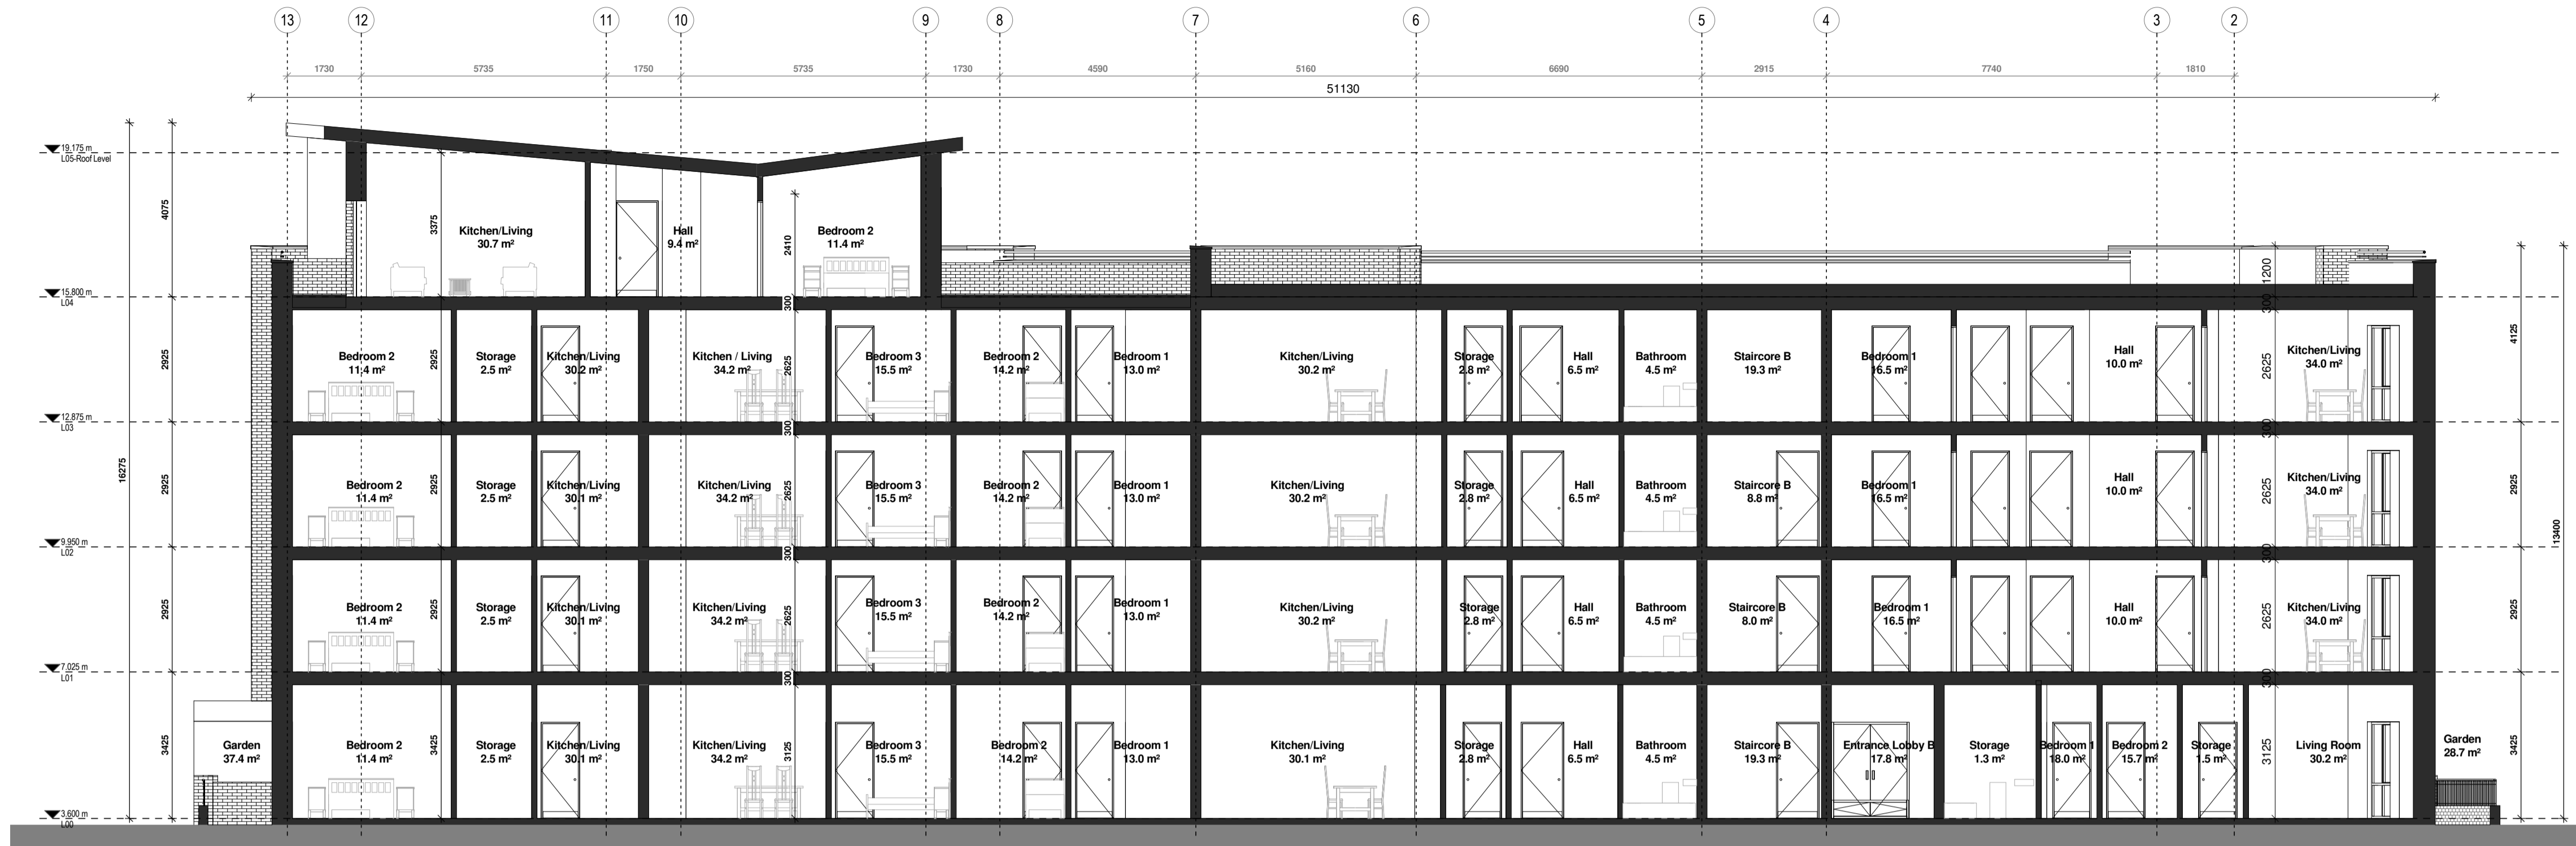 13 12 11 10 9 8 7 6 5 4 3 2
1730 5735 1750 5735 1730 4590 5160 6690 2915 7740 1810
51130
19.175 m
L05-Roof Level
4075 3375 2410
Kitchen/Living
30.7 m²
Hall
9.4 m²
Bedroom 2
11.4 m²
1200
15.800 m
L04
300 300
2925 2925 2625 2625 4125
Bedroom 2
11.4 m²
Storage
2.5 m²
Kitchen/Living
30.2 m²
Kitchen / Living
34.2 m²
Bedroom 3
15.5 m²
Bedroom 2
14.2 m²
Bedroom 1
13.0 m²
Kitchen/Living
30.2 m²
Storage
2.8 m²
Hall
6.5 m²
Bathroom
4.5 m²
Staircore B
19.3 m²
Bedroom 1
16.5 m²
Hall
10.0 m²
Kitchen/Living
34.0 m²
12.875 m
L03
300 300
16275 2925 2925 2625 2625 2925 13400
Bedroom 2
11.4 m²
Storage
2.5 m²
Kitchen/Living
30.1 m²
Kitchen/Living
34.2 m²
Bedroom 3
15.5 m²
Bedroom 2
14.2 m²
Bedroom 1
13.0 m²
Kitchen/Living
30.2 m²
Storage
2.8 m²
Hall
6.5 m²
Bathroom
4.5 m²
Staircore B
8.8 m²
Bedroom 1
16.5 m²
Hall
10.0 m²
Kitchen/Living
34.0 m²
9.950 m
L02
300 300
2925 2925 2625 2625 2925
Bedroom 2
11.4 m²
Storage
2.5 m²
Kitchen/Living
30.1 m²
Kitchen/Living
34.2 m²
Bedroom 3
15.5 m²
Bedroom 2
14.2 m²
Bedroom 1
13.0 m²
Kitchen/Living
30.2 m²
Storage
2.8 m²
Hall
6.5 m²
Bathroom
4.5 m²
Staircore B
8.0 m²
Bedroom 1
16.5 m²
Hall
10.0 m²
Kitchen/Living
34.0 m²
7.025 m
L01
300 300
3425 3425 3125 3125 3425
Garden
37.4 m²
Bedroom 2
11.4 m²
Storage
2.5 m²
Kitchen/Living
30.1 m²
Kitchen/Living
34.2 m²
Bedroom 3
15.5 m²
Bedroom 2
14.2 m²
Bedroom 1
13.0 m²
Kitchen/Living
30.1 m²
Storage
2.8 m²
Hall
6.5 m²
Bathroom
4.5 m²
Staircore B
19.3 m²
Entrance Lobby B
17.8 m²
Storage
1.3 m²
Bedroom 1
18.0 m²
Bedroom 2
15.7 m²
Storage
1.5 m²
Living Room
30.2 m²
Garden
28.7 m²
3.600 m
L00